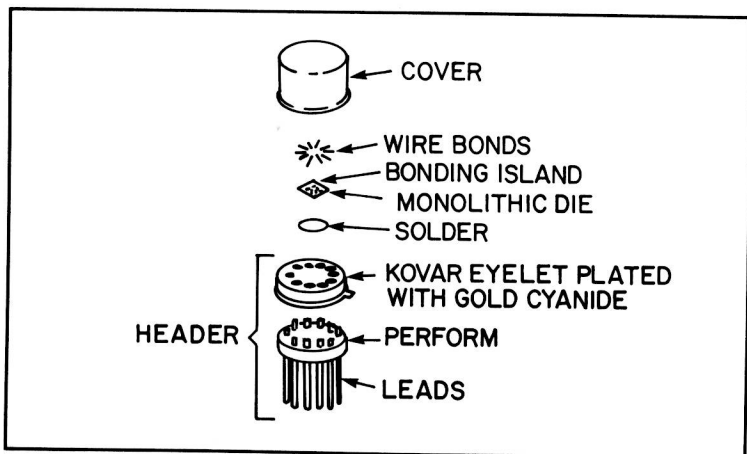 COVER
WIRE BONDS
BONDING ISLAND
MONOLITHIC DIE
SOLDER
KOVAR EYELET PLATED
WITH GOLD CYANIDE
HEADER
PERFORM
LEADS